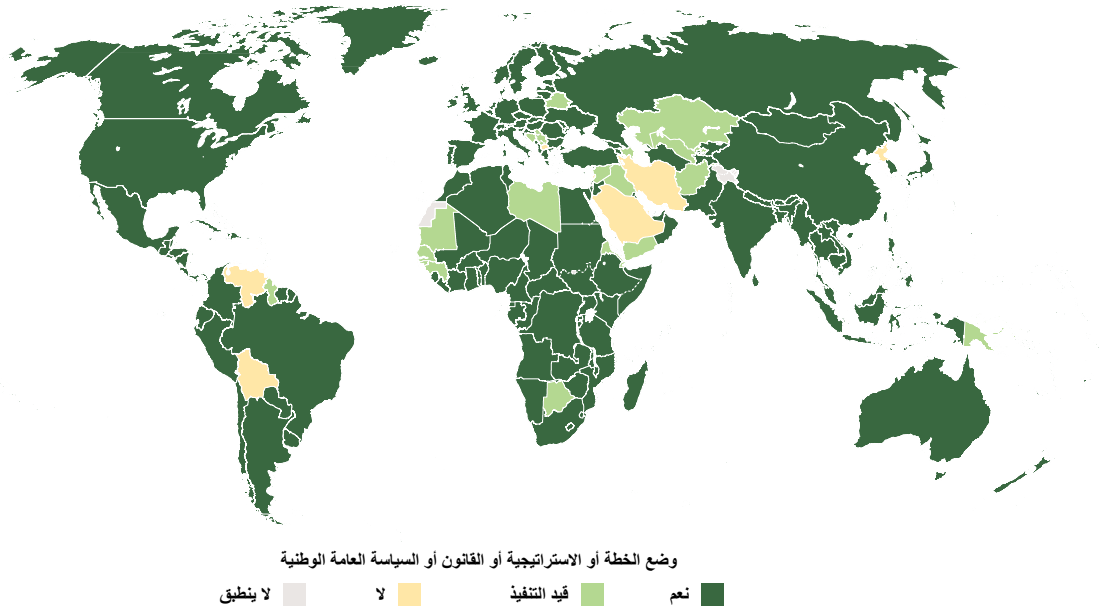 وضع الخطة أو الاستراتيجية أو القانون أو السياسة العامة الوطنية
نعم قيد التنفيذ لا لا ينطبق